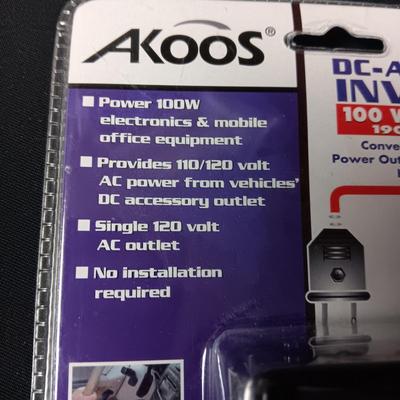 AKOOS®
Power 100W
electronics & mobile
office equipment
Provides 110/120 volt
AC power from vehicles'
DC accessory outlet
Single 120 volt
AC outlet
No installation
required
DC-A
INV
100 W
190
Conve
Power Out